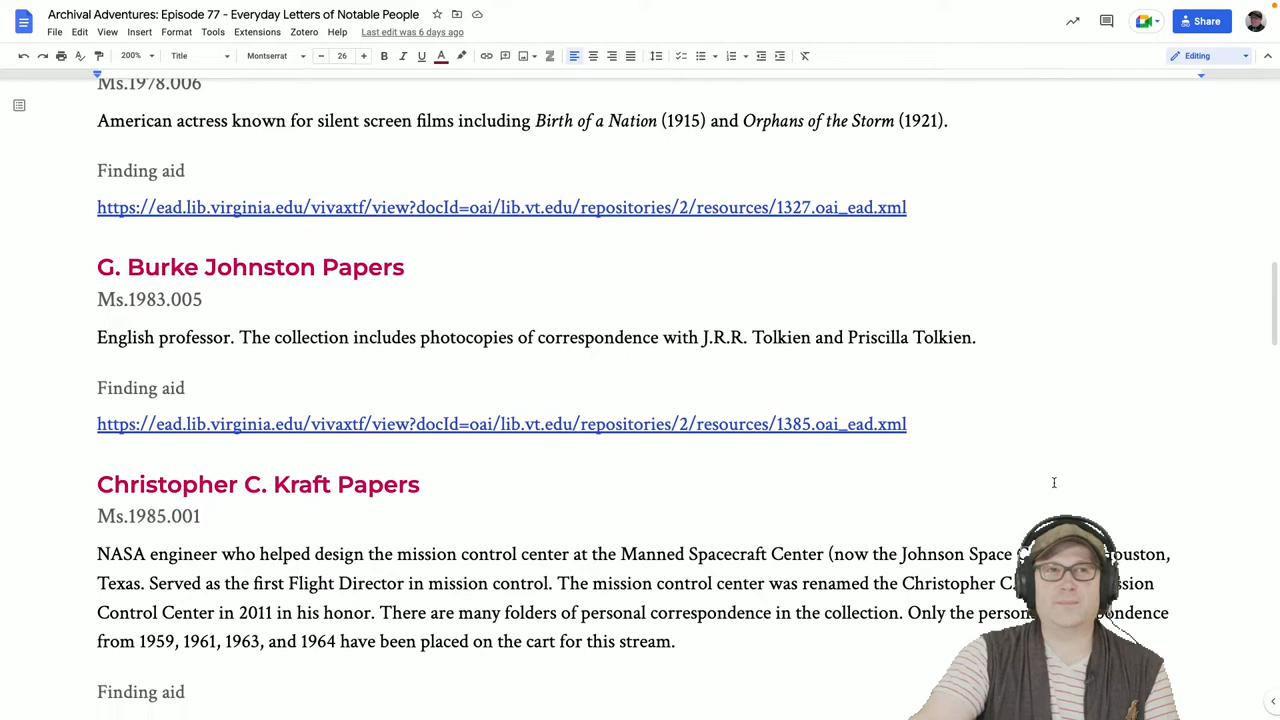 Archival Adventures: Episode 77 - Everyday Letters of Notable People
File Edit View Insert Format Tools Extensions Zotero Help Last edit was 6 days ago
Share
200% Title Montserrat 26 Editing
Ms.1978.006
American actress known for silent screen films including Birth of a Nation (1915) and Orphans of the Storm (1921).
Finding aid
https://ead.lib.virginia.edu/vivaxtf/view?docId=oai/lib.vt.edu/repositories/2/resources/1327.oai_ead.xml
G. Burke Johnston Papers
Ms.1983.005
English professor. The collection includes photocopies of correspondence with J.R.R. Tolkien and Priscilla Tolkien.
Finding aid
https://ead.lib.virginia.edu/vivaxtf/view?docId=oai/lib.vt.edu/repositories/2/resources/1385.oai_ead.xml
Christopher C. Kraft Papers
Ms.1985.001
NASA engineer who helped design the mission control center at the Manned Spacecraft Center (now the Johnson Space
Texas. Served as the first Flight Director in mission control. The mission control center was renamed the Christopher C.
Control Center in 2011 in his honor. There are many folders of personal correspondence in the collection. Only the
from 1959, 1961, 1963, and 1964 have been placed on the cart for this stream.
Finding aid